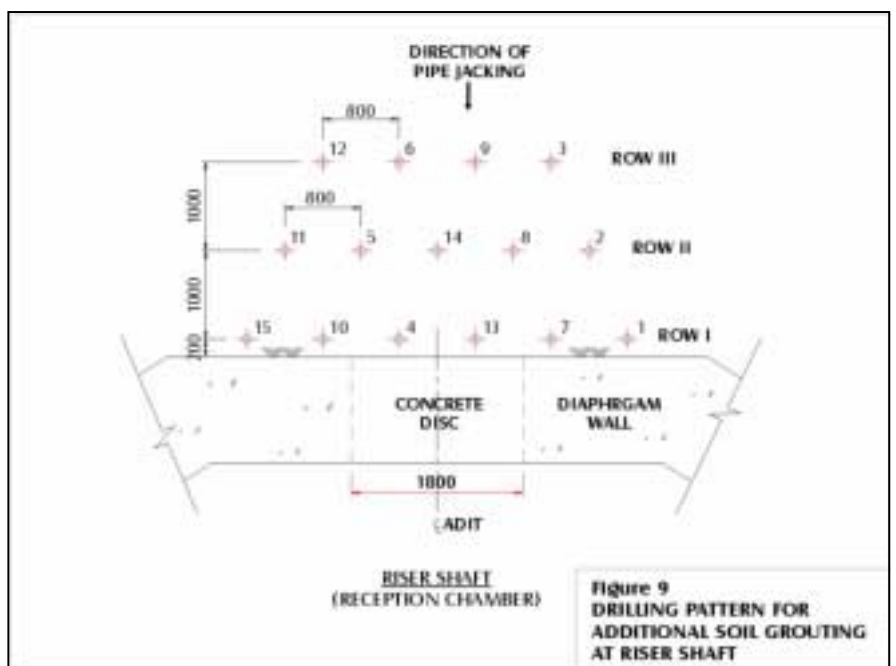 DIRECTION OF
PIPE JACKING
800
12 6 9 3 ROW III
1000
800
11 5 14 8 2 ROW II
1000
15 10 4 13 7 1 ROW I
200
CONCRETE
DISC
DIAPHRGAM
WALL
1800
ADIT
RISER SHAFT
(RECEPTION CHAMBER)
Figure 9
DRILLING PATTERN FOR
ADDITIONAL SOIL GROUTING
AT RISER SHAFT